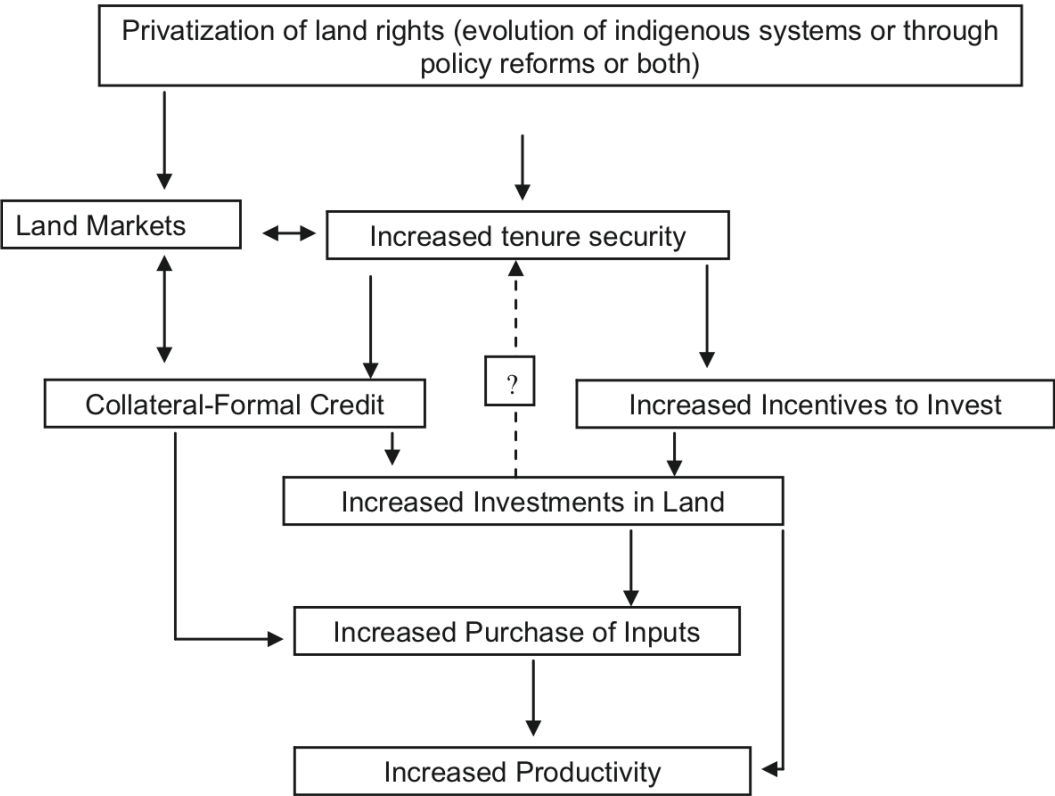 Privatization of land rights (evolution of indigenous systems or through
policy reforms or both)
Land Markets
Increased tenure security
Collateral-Formal Credit
?
Increased Incentives to Invest
Increased Investments in Land
Increased Purchase of Inputs
Increased Productivity